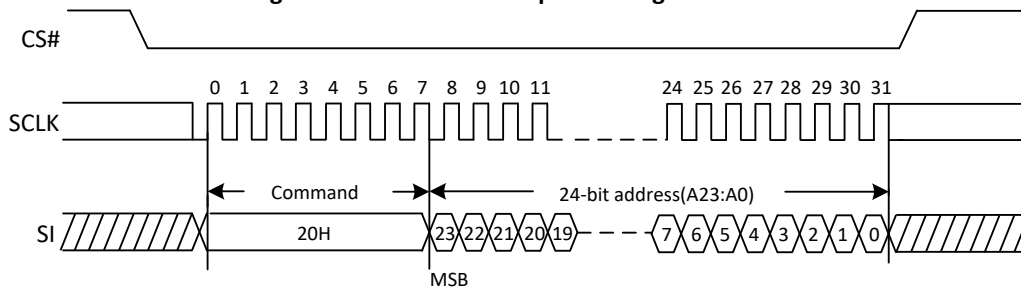 CS#
0 1 2 3 4 5 6 7 8 9 10 11 24 25 26 27 28 29 30 31
SCLK
Command 24-bit address(A23:A0)
SI 20H 23 22 21 20 19 7 6 5 4 3 2 1 0
MSB